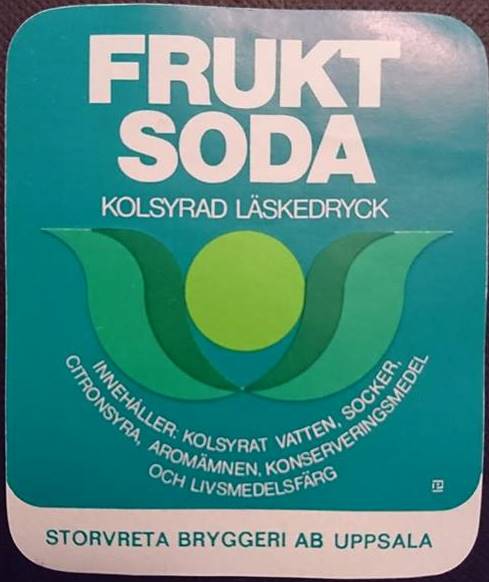 FRUKT
SODA
KOLSYRAD LÄSKEDRYCK
INNEHÅLLER: KOLSYRAT VATTEN, SOCKER,
CITRONSYRA, AROMÄMNEN, KONSERVERINGSMEDEL
OCH LIVSMEDELSFÄRG
STORVRETA BRYGGERI AB UPPSALA